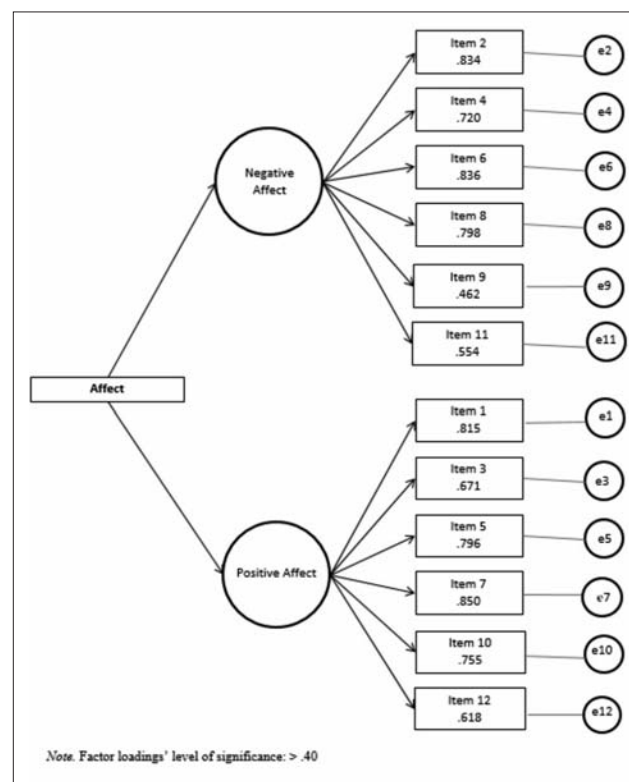 Item 2
.834
e2
Item 4
.720
e4
Item 6
.836
e6
Negative
Affect
Item 8
.798
e8
Item 9
.462
e9
Item 11
.554
e11
Affect
Item 1
.815
e1
Item 3
.671
e3
Item 5
.796
e5
Positive Affect
Item 7
.850
e7
Item 10
.755
e10
Item 12
.618
e12
Note. Factor loadings' level of significance: > .40